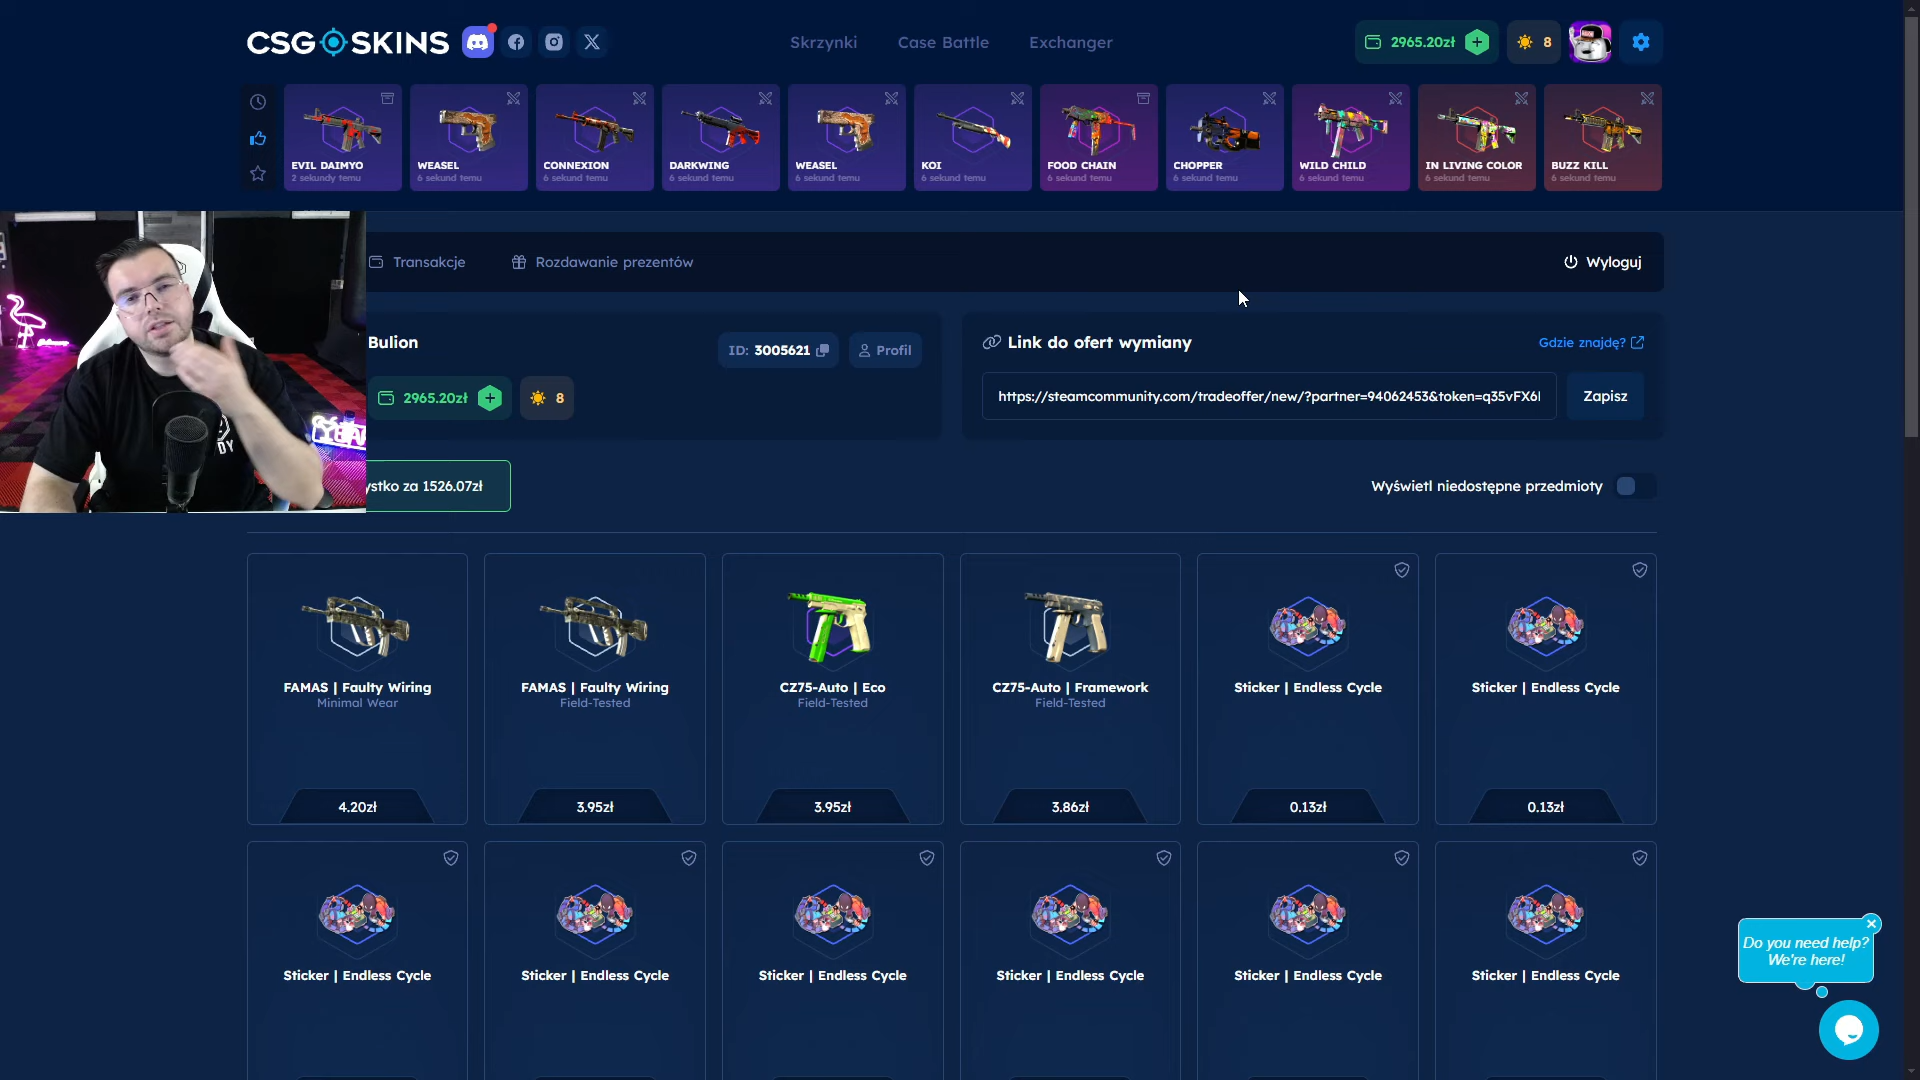 CSG SKINS
Skrzynki
Case Battle
Exchanger
2965.20zł
8
EVIL DAIMYO
2 sekundy temu
WEASEL
6 sekund temu
CONNEXION
6 sekund temu
DARKWING
6 sekund temu
WEASEL
6 sekund temu
KOI
6 sekund temu
FOOD CHAIN
6 sekund temu
CHOPPER
6 sekund temu
WILD CHILD
6 sekund temu
IN LIVING COLOR
6 sekund temu
BUZZ KILL
6 sekund temu
Transakcje
Rozdawanie prezentów
Wyloguj
Bulion
ID: 3005621
Profil
2965.20zł
8
Link do ofert wymiany
Gdzie znajdę?
https://steamcommunity.com/tradeoffer/new/?partner=94062453&token=q35vFX6
Zapisz
ystko za 1526.07zł
Wyświetl niedostępne przedmioty
FAMAS | Faulty Wiring
Minimal Wear
4.20zł
FAMAS | Faulty Wiring
Field-Tested
3.95zł
CZ75-Auto | Eco
Field-Tested
3.95zł
CZ75-Auto | Framework
Field-Tested
3.86zł
Sticker | Endless Cycle
0.13zł
Sticker | Endless Cycle
0.13zł
Sticker | Endless Cycle
Sticker | Endless Cycle
Sticker | Endless Cycle
Sticker | Endless Cycle
Sticker | Endless Cycle
Sticker | Endless Cycle
Do you need help?
We're here!